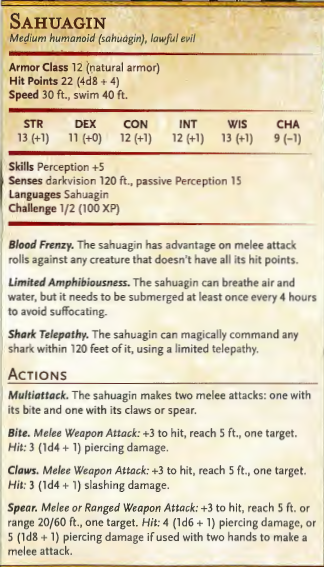 SAHUAGIN
Medium humanoid (sahuagin), lawful evil
Armor Class 12 (natural armor)
Hit Points 22 (4d8 + 4)
Speed 30 ft., swim 40 ft.
STR DEX CON INT WIS CHA
13 (+1) 11 (+0) 12 (+1) 12 (+1) 13 (+1) 9 (−1)
Skills Perception +5
Senses darkvision 120 ft., passive Perception 15
Languages Sahuagin
Challenge 1/2 (100 XP)
Blood Frenzy. The sahuagin has advantage on melee attack
rolls against any creature that doesn't have all its hit points.
Limited Amphibiousness. The sahuagin can breathe air and
water, but it needs to be submerged at least once every 4 hours
to avoid suffocating.
Shark Telepathy. The sahuagin can magically command any
shark within 120 feet of it, using a limited telepathy.
ACTIONS
Multiattack. The sahuagin makes two melee attacks: one with
its bite and one with its claws or spear.
Bite. Melee Weapon Attack: +3 to hit, reach 5 ft., one target.
Hit: 3 (1d4 + 1) piercing damage.
Claws. Melee Weapon Attack: +3 to hit, reach 5 ft., one target.
Hit: 3 (1d4 + 1) slashing damage.
Spear. Melee or Ranged Weapon Attack: +3 to hit, reach 5 ft. or
range 20/60 ft., one target. Hit: 4 (1d6 + 1) piercing damage, or
5 (1d8 + 1) piercing damage if used with two hands to make a
melee attack.